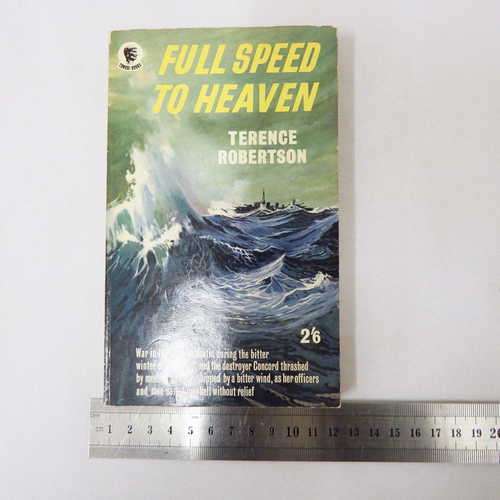 FULL SPEED
TO HEAVEN
TERENCE
ROBERTSON
2'6
War in
during the bitter
winter
and the destroyer Concord thrashed
by
by a bitter wind, as her officers
and
hell without relief
1 2 3 4 5 6 7 8 9 10 11 12 13 14 15 16 17 18 19 20